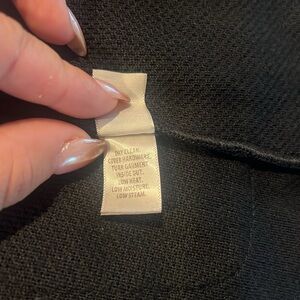 DRY CLEAN.
COVER HARDWARE.
TURN GARMENT
INSIDE OUT.
LOW HEAT.
LOW MOISTURE.
LOW STEAM.